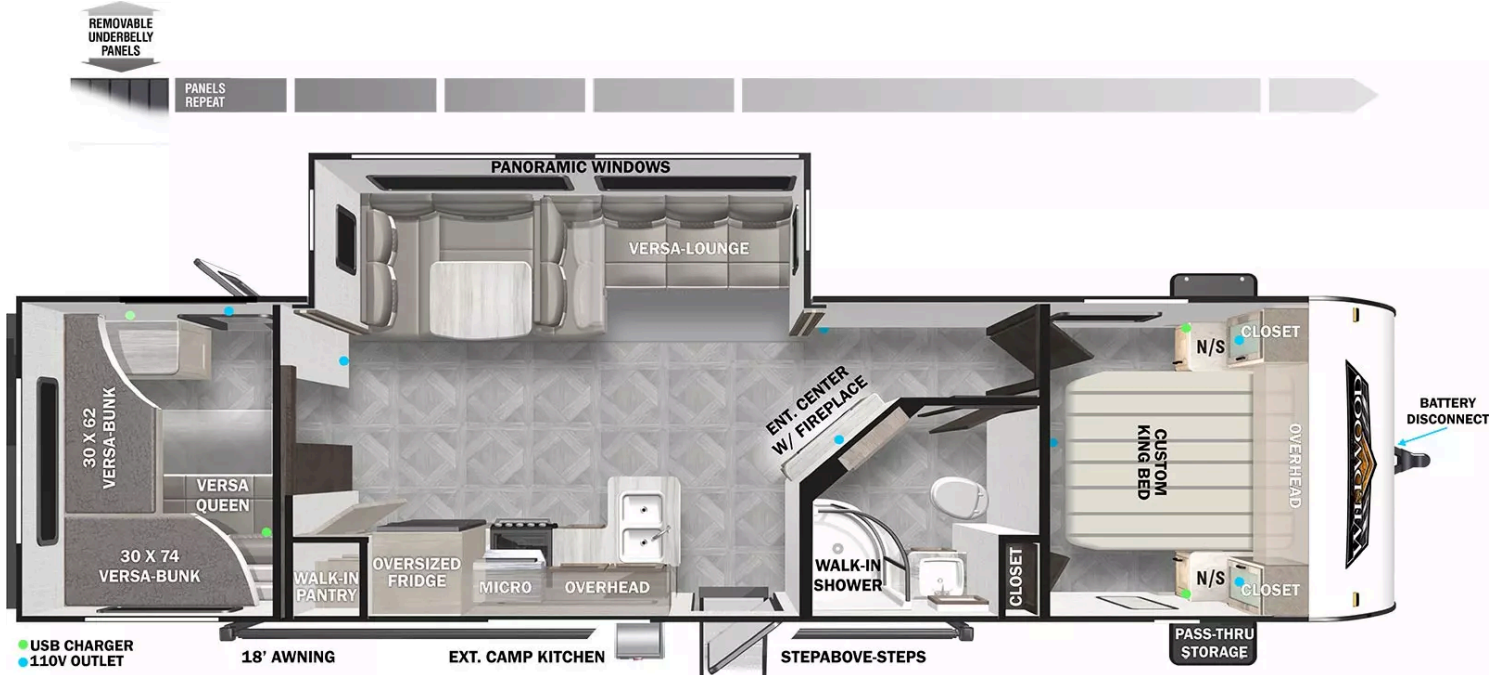 REMOVABLE
UNDERBELLY
PANELS
PANELS
REPEAT
PANORAMIC WINDOWS
VERSA-LOUNGE
30 X 62
VERSA-BUNK
VERSA
QUEEN
30 X 74
VERSA-BUNK
WALK-IN
PANTRY
OVERSIZED
FRIDGE
MICRO
OVERHEAD
ENT. CENTER
W/ FIREPLACE
WALK-IN
SHOWER
CLOSET
N/S
CLOSET
CUSTOM
KING BED
OVERHEAD
N/S
CLOSET
WILDWOOD
BATTERY
DISCONNECT
USB CHARGER
110V OUTLET
18' AWNING
EXT. CAMP KITCHEN
STEPABOVE-STEPS
PASS-THRU
STORAGE